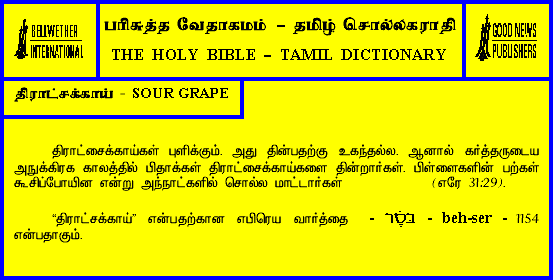 BELLWETHER
INTERNATIONAL
பரிசுத்த வேதாகமம் – தமிழ் சொல்லகராதி
THE HOLY BIBLE – TAMIL DICTIONARY
GOOD NEWS
PUBLISHERS
திராட்சக்காய் - SOUR GRAPE
திராட்சைக்காய்கள் புளிக்கும். அது தின்பதற்கு உகந்தல்ல. ஆனால் கர்த்தருடைய
அநுக்கிரக காலத்தில் பிதாக்கள் திராட்சைக்காய்களை தின்றார்கள். பிள்ளைகளின் பற்கள்
கூசிப்போயின என்று அந்நாட்களில் சொல்ல மாட்டார்கள் (எரே 31:29).
“திராட்சக்காய்” என்பதற்கான எபிரெய வார்த்தை - בֹּסֶר - beh-ser - 1154
என்பதாகும்.